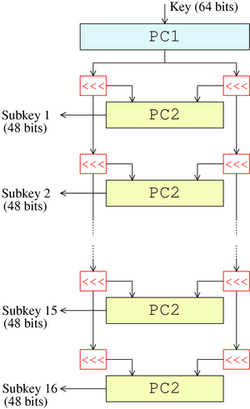 Key (64 bits)
PC1
<<< <<<
Subkey 1
(48 bits)
PC2
<<< <<<
Subkey 2
(48 bits)
PC2
<<< <<<
Subkey 15
(48 bits)
PC2
<<< <<<
Subkey 16
(48 bits)
PC2